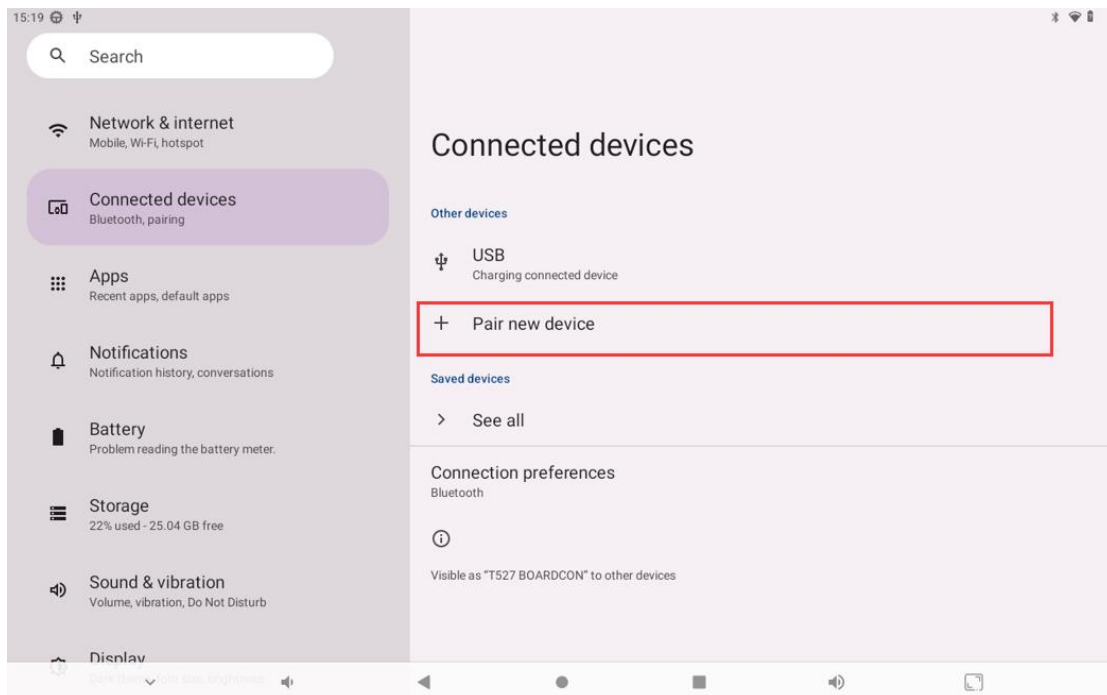 15:19
Search
Network & internet
Mobile, Wi-Fi, hotspot
Connected devices
Bluetooth, pairing
Apps
Recent apps, default apps
Notifications
Notification history, conversations
Battery
Problem reading the battery meter.
Storage
22% used - 25.04 GB free
Sound & vibration
Volume, vibration, Do Not Disturb
Display
Connected devices
Other devices
USB
Charging connected device
Pair new device
Saved devices
See all
Connection preferences
Bluetooth
Visible as "T527 BOARDCON" to other devices